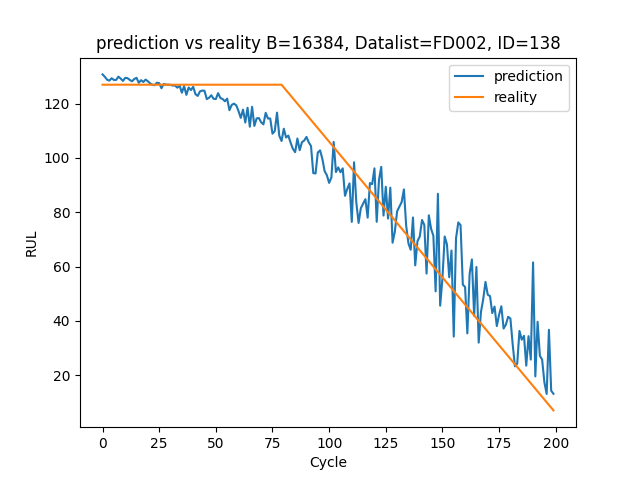 prediction vs reality B=16384, Datalist=FD002, ID=138
prediction
reality
120
100
80
60
40
20
RUL
0 25 50 75 100 125 150 175 200
Cycle